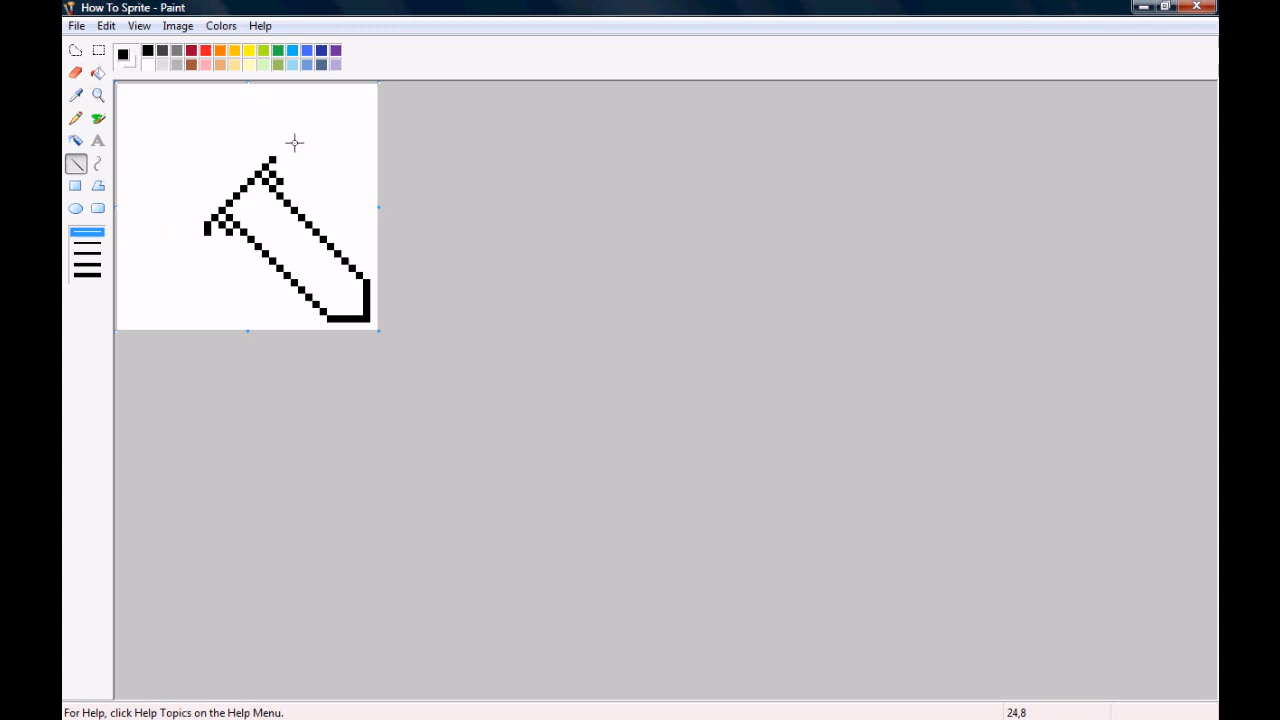 How To Sprite - Paint
File Edit View Image Colors Help
A
For Help, click Help Topics on the Help Menu. 24,8